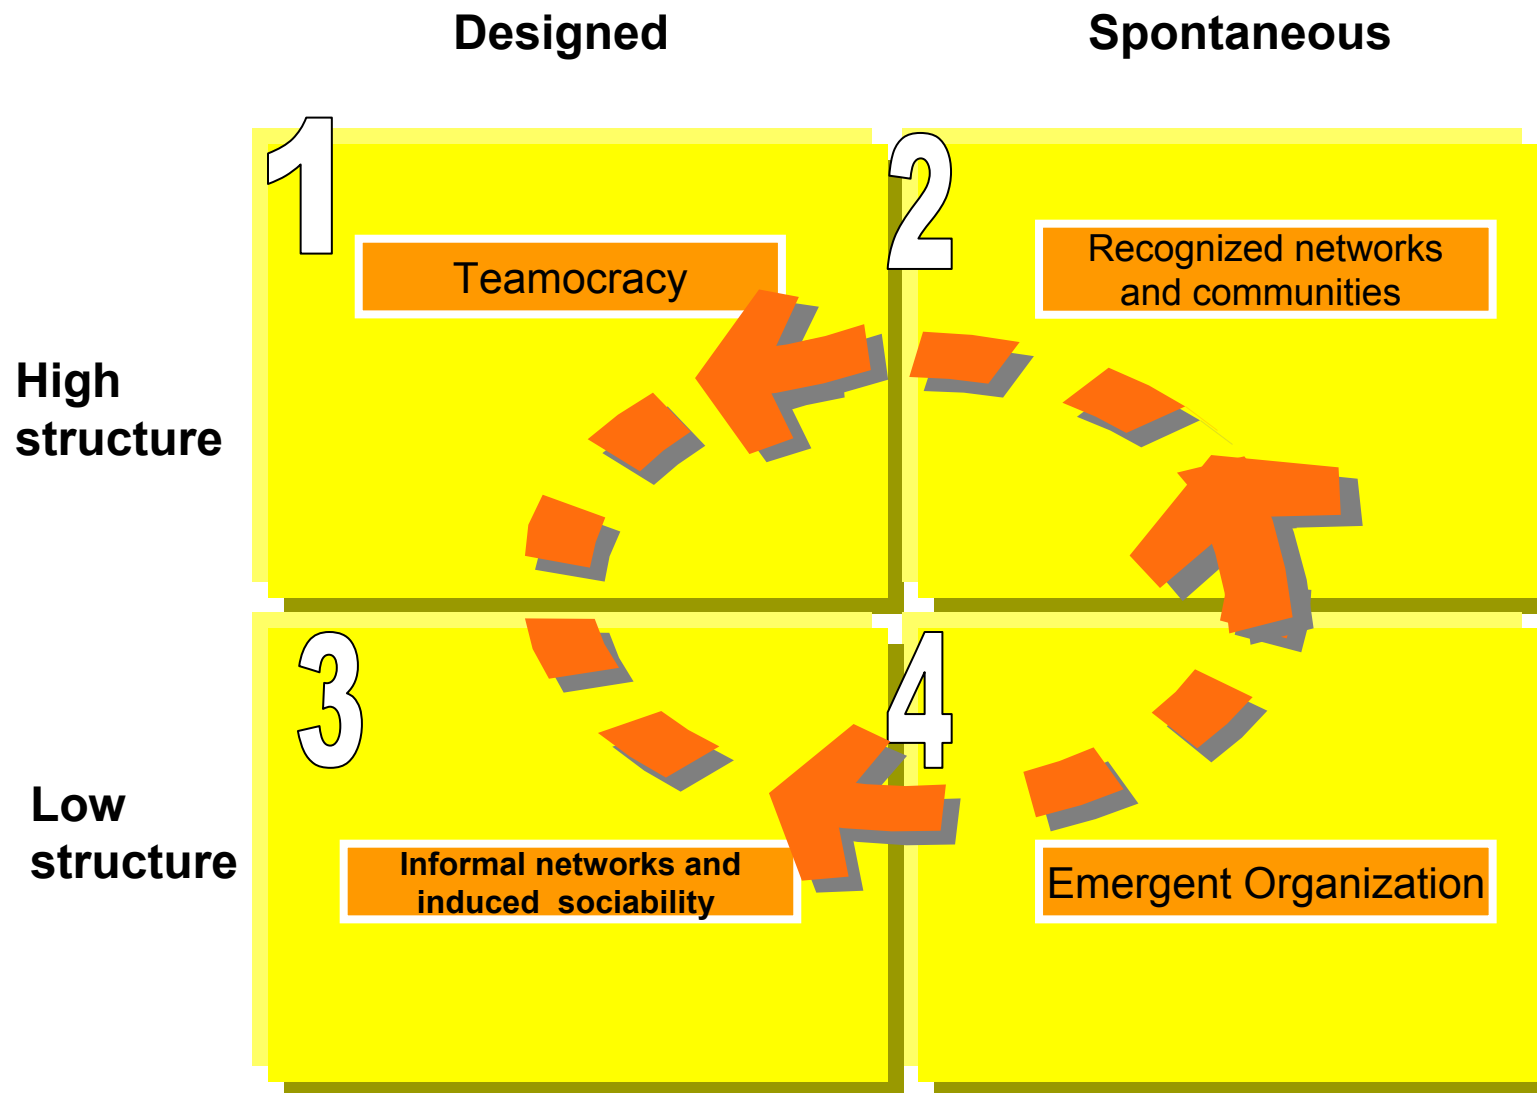 Designed
Spontaneous
1
2
Teamocracy
Recognized networks
and communities
High
structure
3
4
Low
structure
Informal networks and
induced  sociability
Emergent Organization